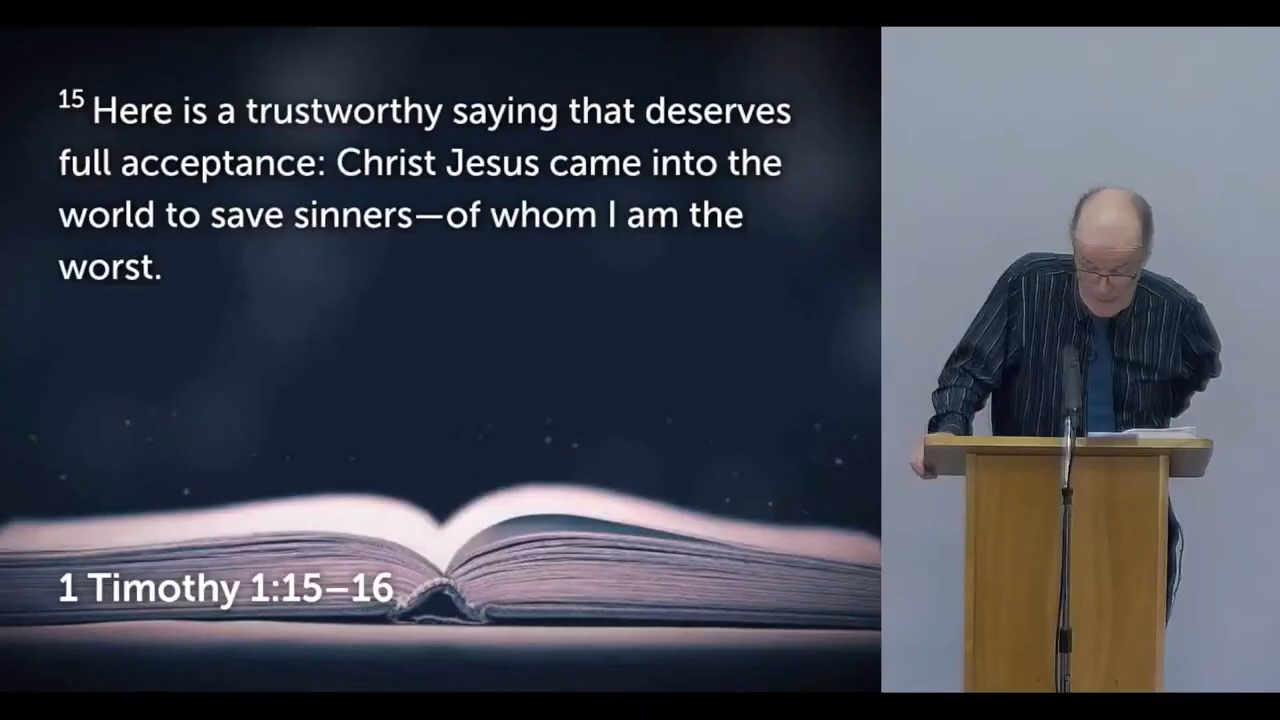 15 Here is a trustworthy saying that deserves
full acceptance: Christ Jesus came into the
world to save sinners—of whom I am the
worst.
1 Timothy 1:15–16